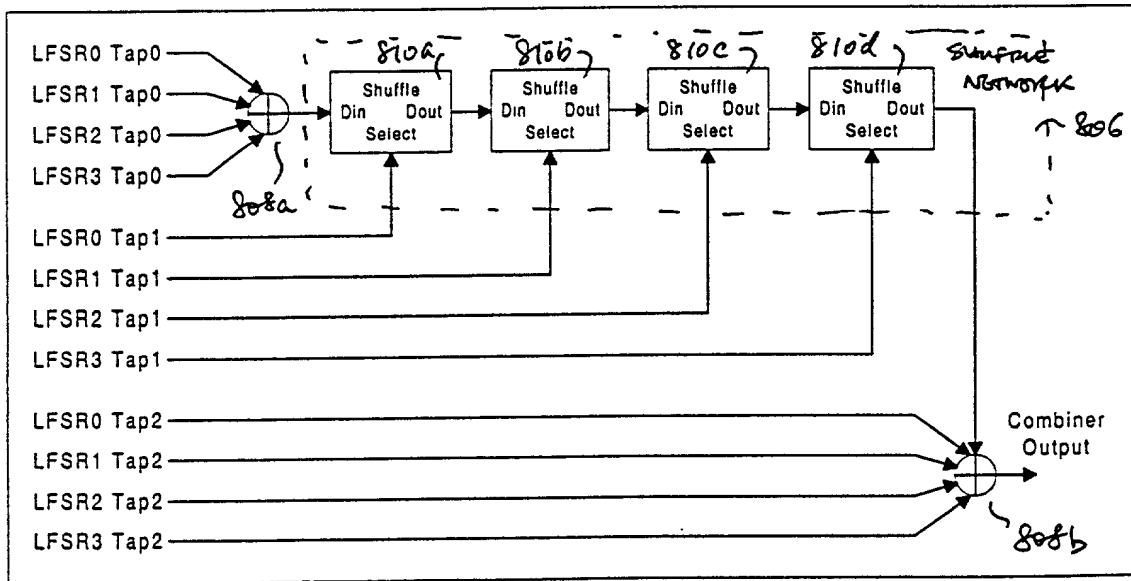 810a 810b 810c 810d SHUFFLE
NETWORK
806
LFSR0 Tap0
LFSR1 Tap0
LFSR2 Tap0
LFSR3 Tap0
808a
Shuffle
Din Dout
Select
Shuffle
Din Dout
Select
Shuffle
Din Dout
Select
Shuffle
Din Dout
Select
LFSR0 Tap1
LFSR1 Tap1
LFSR2 Tap1
LFSR3 Tap1
LFSR0 Tap2
LFSR1 Tap2
LFSR2 Tap2
LFSR3 Tap2
Combiner
Output
808b